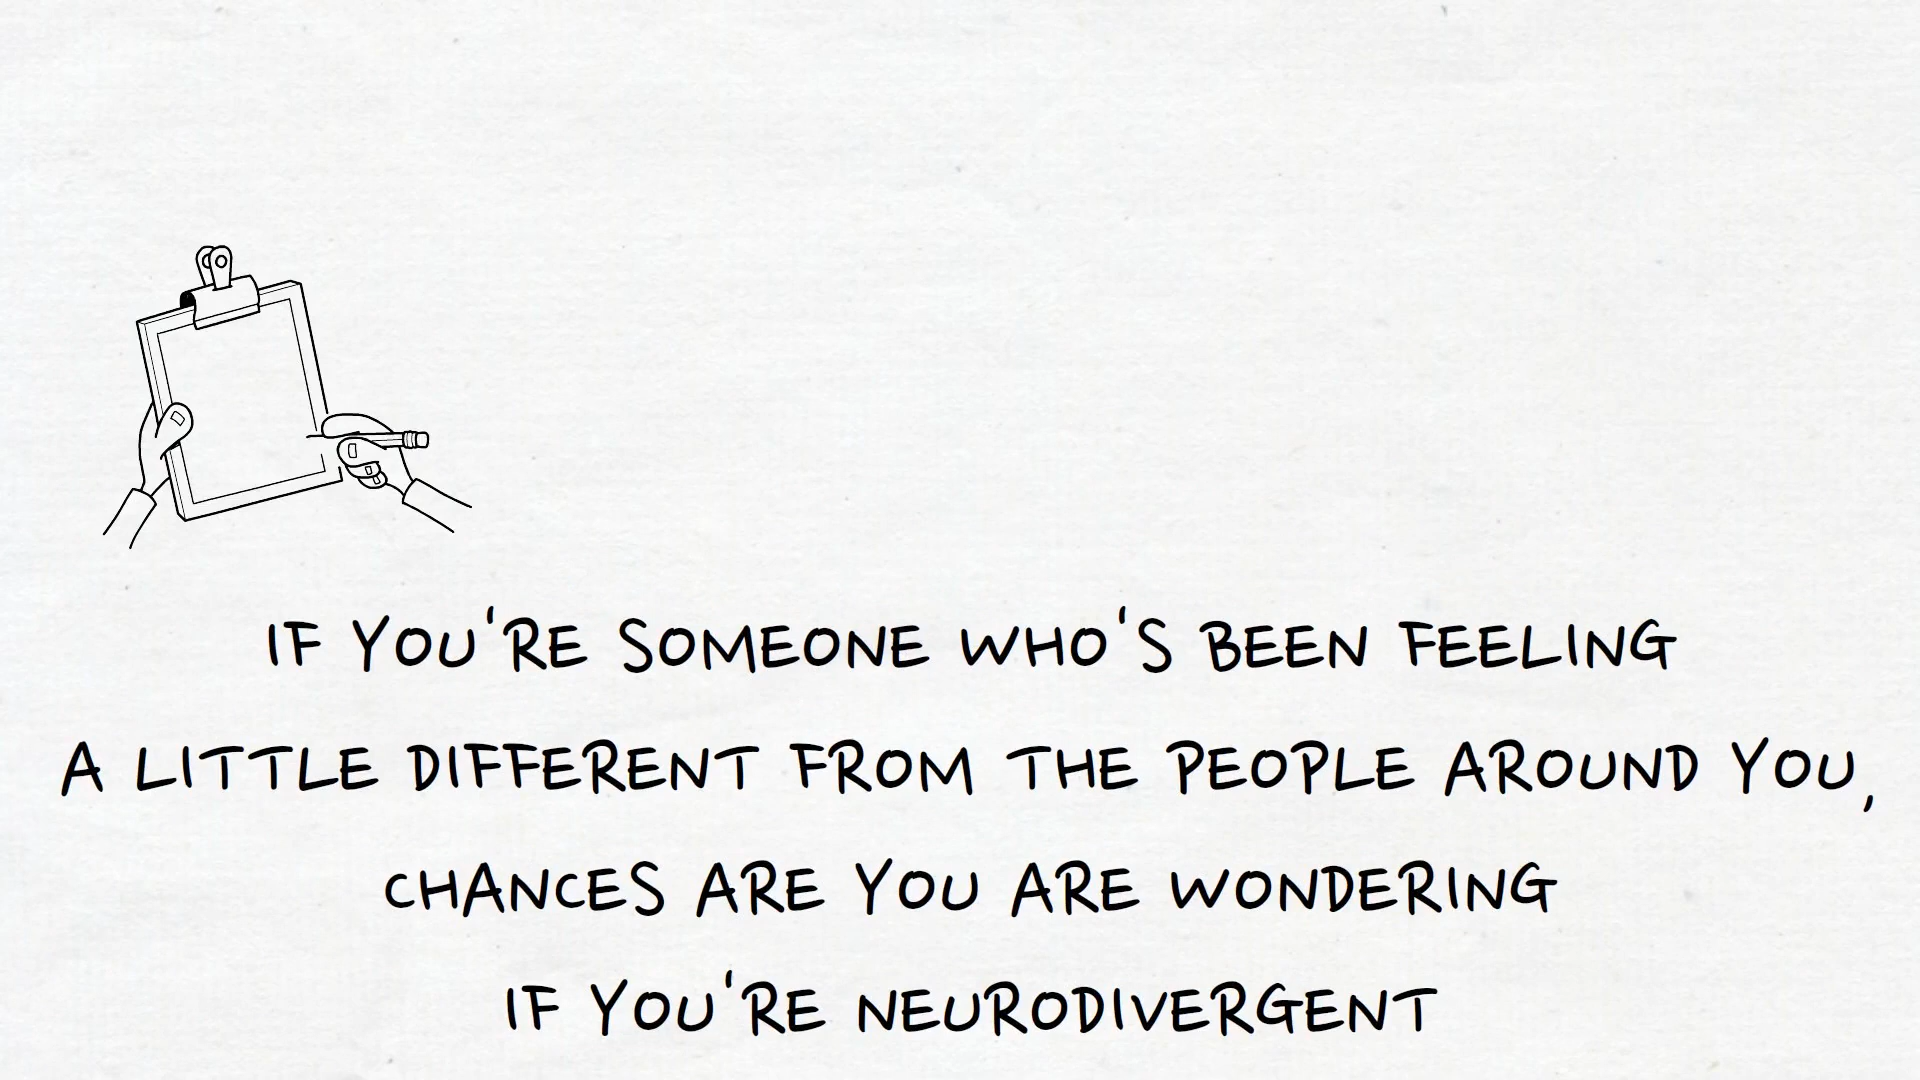 IF YOU'RE SOMEONE WHO'S BEEN FEELING
A LITTLE DIFFERENT FROM THE PEOPLE AROUND YOU,
CHANCES ARE YOU ARE WONDERING
IF YOU'RE NEURODIVERGENT